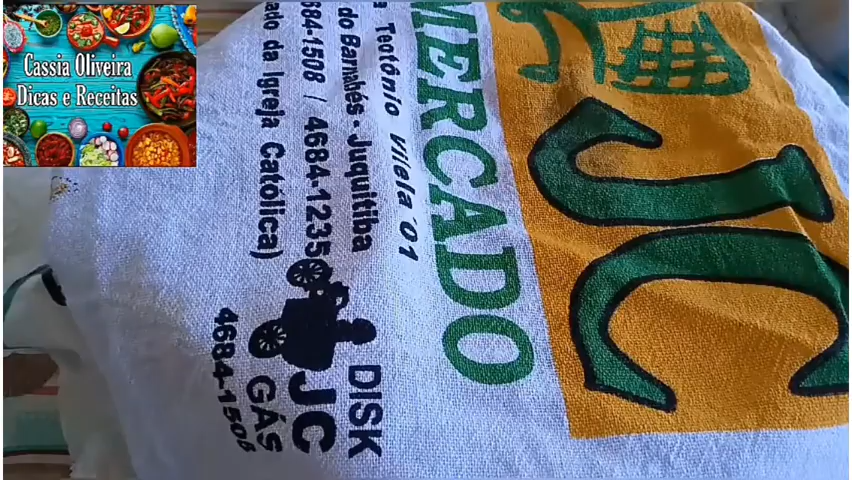 Cassia Oliveira
Dicas e Receitas
JC
MERCADO
Teotônio Vilela 01
do Barnabés - Juquitiba
684-1508 / 4684-1235
ado da Igreja Católica)
DISK
JC
GÁS
4684-1508